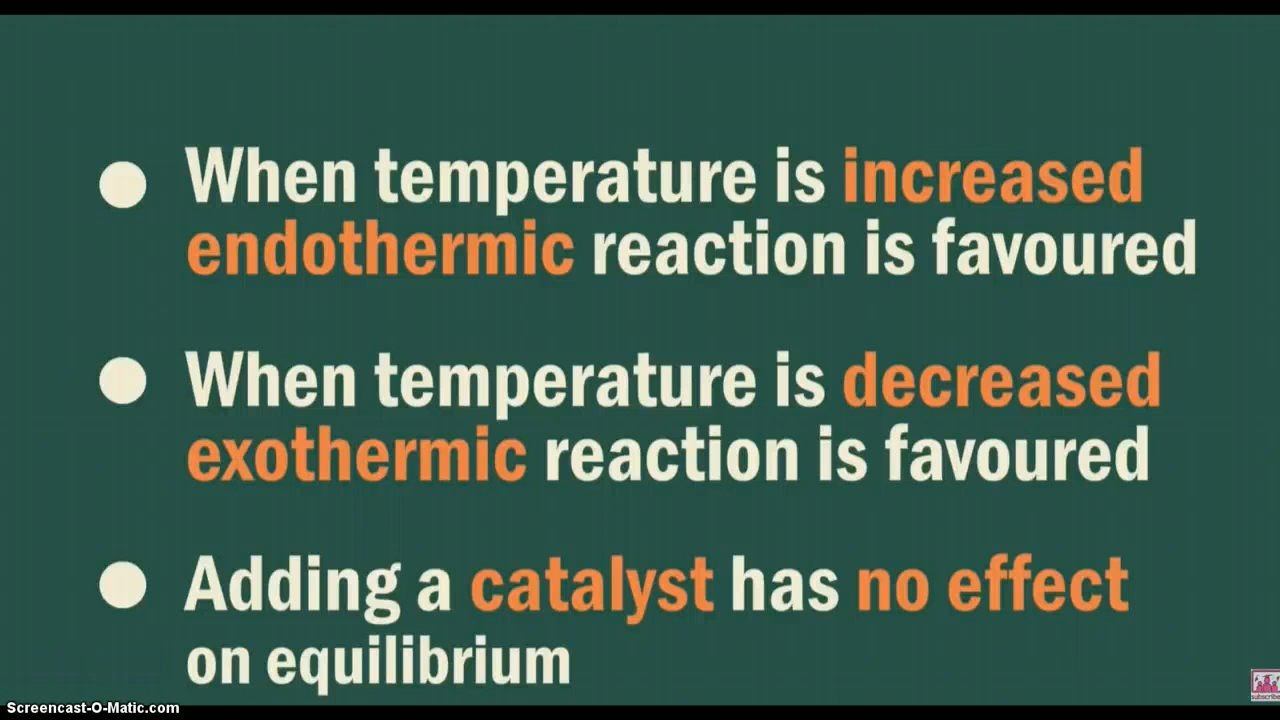 When temperature is increased
endothermic reaction is favoured
When temperature is decreased
exothermic reaction is favoured
Adding a catalyst has no effect
on equilibrium
subscribe
Screencast-O-Matic.com